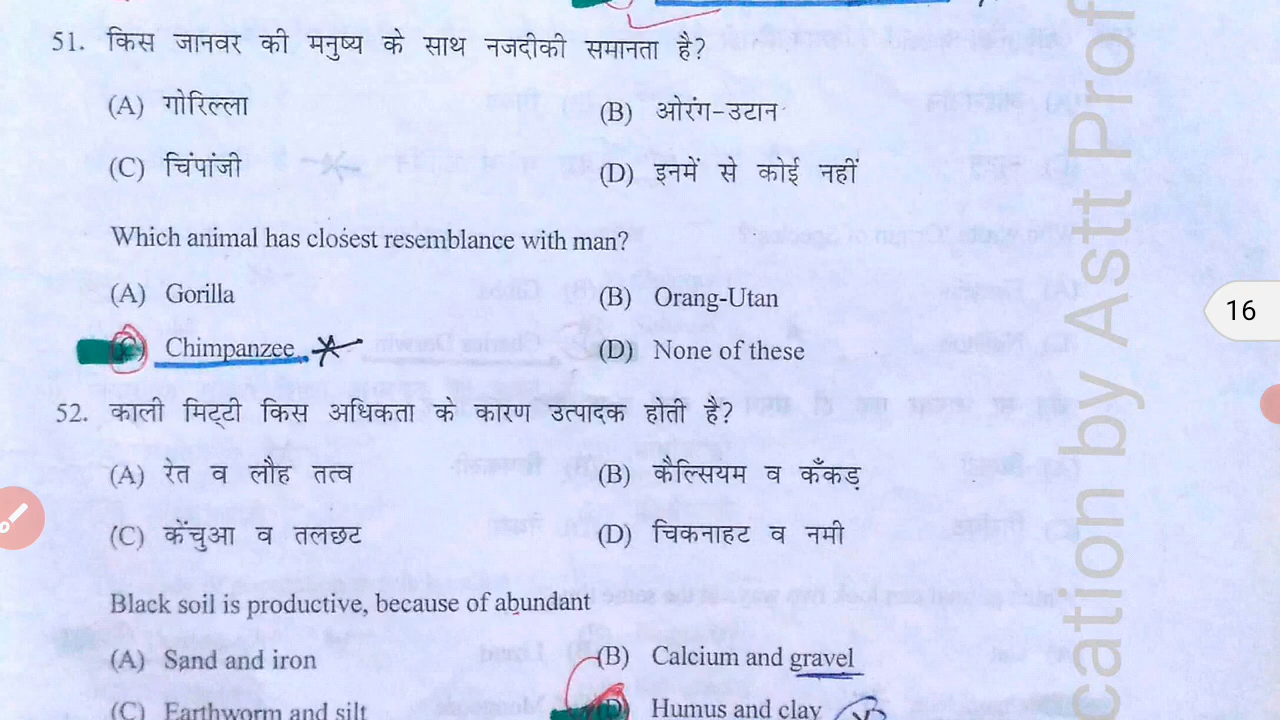 51. किस जानवर की मनुष्य के साथ नजदीकी समानता है?
(A) गोरिल्ला (B) ओरंग-उटान
(C) चिंपांजी (D) इनमें से कोई नहीं
Which animal has closest resemblance with man?
(A) Gorilla (B) Orang-Utan
(C) Chimpanzee (D) None of these
52. काली मिट्टी किस अधिकता के कारण उत्पादक होती है?
(A) रेत व लौह तत्व (B) कैल्सियम व कँकड़
(C) केंचुआ व तलछट (D) चिकनाहट व नमी
Black soil is productive, because of abundant
(A) Sand and iron (B) Calcium and gravel
(C) Earthworm and silt (D) Humus and clay
16
cation by Astt Prof